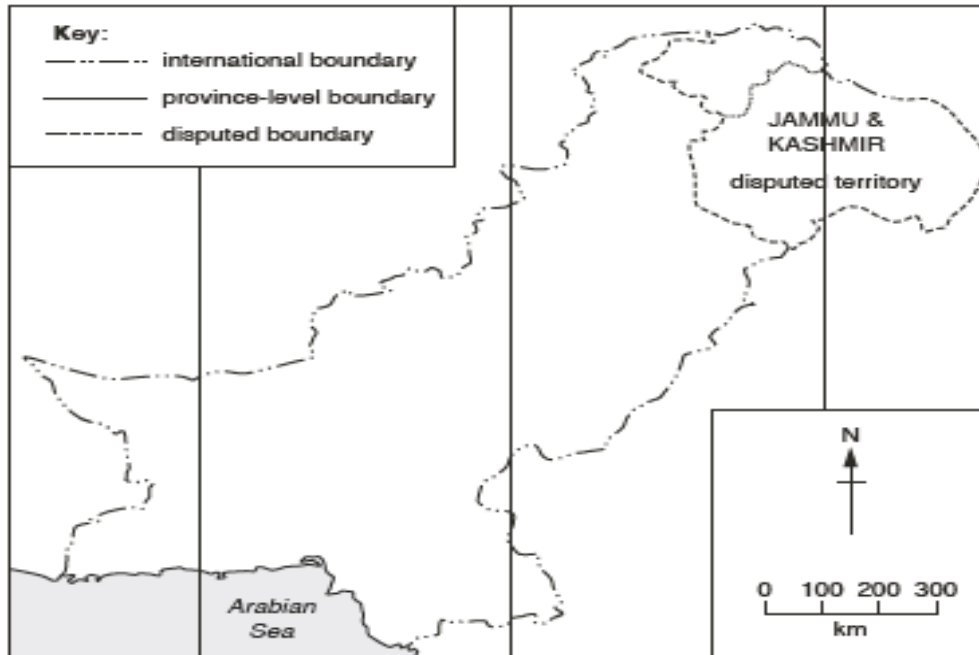 Key:
international boundary
province-level boundary
disputed boundary
JAMMU &
KASHMIR
disputed territory
N
0 100 200 300
km
Arabian
Sea